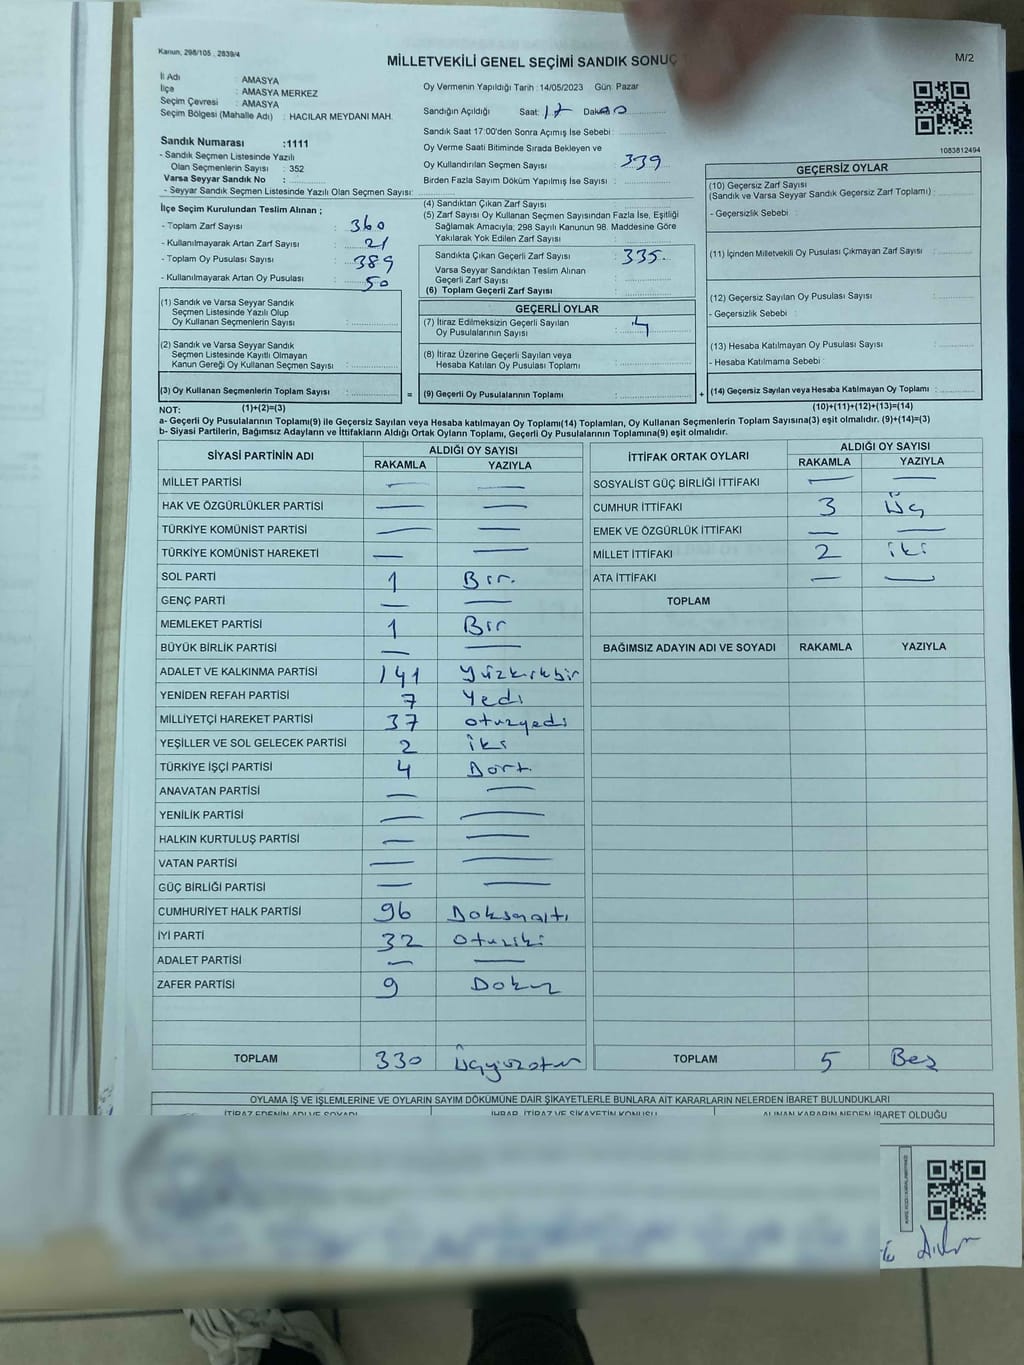 Kanun, 298/105 , 2839/4
MİLLETVEKİLİ GENEL SEÇİMİ SANDIK SONUÇ
M/2
İl Adı : AMASYA
İlçe : AMASYA MERKEZ
Seçim Çevresi : AMASYA
Seçim Bölgesi (Mahalle Adı) : HACILAR MEYDANI MAH.
Sandık Numarası :1111
- Sandık Seçmen Listesinde Yazılı
Olan Seçmenlerin Sayısı : 352
Varsa Seyyar Sandık No :
- Seyyar Sandık Seçmen Listesinde Yazılı Olan Seçmen Sayısı:
İlçe Seçim Kurulundan Teslim Alınan ;
- Toplam Zarf Sayısı : 360
- Kullanılmayarak Artan Zarf Sayısı : 21
- Toplam Oy Pusulası Sayısı : 389
- Kullanılmayarak Artan Oy Pusulası : 50
(1) Sandık ve Varsa Seyyar Sandık
Seçmen Listesinde Yazılı Olup
Oy Kullanan Seçmenlerin Sayısı :
(2) Sandık ve Varsa Seyyar Sandık
Seçmen Listesinde Kayıtlı Olmayan
Kanun Gereği Oy Kullanan Seçmen Sayısı :
(3) Oy Kullanan Seçmenlerin Toplam Sayısı : =
(1)+(2)=(3)
Oy Vermenin Yapıldığı Tarih : 14/05/2023 Gün: Pazar
Sandığın Açıldığı Saat: 17 Dakika 00
Sandık Saat 17:00'den Sonra Açımış İse Sebebi :
Oy Verme Saati Bitiminde Sırada Bekleyen ve
Oy Kullandırılan Seçmen Sayısı : 339
Birden Fazla Sayım Döküm Yapılmış İse Sayısı :
(4) Sandıktan Çıkan Zarf Sayısı :
(5) Zarf Sayısı Oy Kullanan Seçmen Sayısından Fazla İse, Eşitliği
Sağlamak Amacıyla; 298 Sayılı Kanunun 98. Maddesine Göre
Yakılarak Yok Edilen Zarf Sayısı :
Sandıkta Çıkan Geçerli Zarf Sayısı : 335
Varsa Seyyar Sandıktan Teslim Alınan
Geçerli Zarf Sayısı :
(6) Toplam Geçerli Zarf Sayısı :
GEÇERLİ OYLAR
(7) İtiraz Edilmeksizin Geçerli Sayılan
Oy Pusulalarının Sayısı : 4
(8) İtiraz Üzerine Geçerli Sayılan veya
Hesaba Katılan Oy Pusulası Toplamı :
(9) Geçerli Oy Pusulalarının Toplamı : +
1083812494
GEÇERSİZ OYLAR
(10) Geçersiz Zarf Sayısı
(Sandık ve Varsa Seyyar Sandık Geçersiz Zarf Toplamı) :
- Geçersizlik Sebebi :
(11) İçinden Milletvekili Oy Pusulası Çıkmayan Zarf Sayısı :
(12) Geçersiz Sayılan Oy Pusulası Sayısı :
- Geçersizlik Sebebi :
(13) Hesaba Katılmayan Oy Pusulası Sayısı :
- Hesaba Katılmama Sebebi :
(14) Geçersiz Sayılan veya Hesaba Katılmayan Oy Toplamı :
(10)+(11)+(12)+(13)=(14)
NOT:
a- Geçerli Oy Pusulalarının Toplamı(9) ile Geçersiz Sayılan veya Hesaba Katılmayan Oy Toplamı(14) Toplamları, Oy Kullanan Seçmenlerin Toplam Sayısına(3) eşit olmalıdır. (9)+(14)=(3)
b- Siyasi Partilerin, Bağımsız Adayların ve İttifakların Aldığı Ortak Oyların Toplamı, Geçerli Oy Pusulalarının Toplamına(9) eşit olmalıdır.
SİYASİ PARTİNİN ADI ALDIĞI OY SAYISI
RAKAMLA YAZIYLA
MİLLET PARTİSİ — —
HAK VE ÖZGÜRLÜKLER PARTİSİ — —
TÜRKİYE KOMÜNİST PARTİSİ — —
TÜRKİYE KOMÜNİST HAREKETİ — —
SOL PARTİ 1 Bir.
GENÇ PARTİ — —
MEMLEKET PARTİSİ 1 Bir
BÜYÜK BİRLİK PARTİSİ — —
ADALET VE KALKINMA PARTİSİ 141 Yüzkırkbir
YENİDEN REFAH PARTİSİ 7 Yedi
MİLLİYETÇİ HAREKET PARTİSİ 37 otuzyedi
YEŞİLLER VE SOL GELECEK PARTİSİ 2 iki
TÜRKİYE İŞÇİ PARTİSİ 4 Dört
ANAVATAN PARTİSİ — —
YENİLİK PARTİSİ — —
HALKIN KURTULUŞ PARTİSİ — —
VATAN PARTİSİ — —
GÜÇ BİRLİĞİ PARTİSİ — —
CUMHURİYET HALK PARTİSİ 96 Doksanaltı
İYİ PARTİ 32 Otuziki
ADALET PARTİSİ — —
ZAFER PARTİSİ 9 Dokuz
TOPLAM 330 Üçyüzotuz
İTTİFAK ORTAK OYLARI ALDIĞI OY SAYISI
RAKAMLA YAZIYLA
SOSYALİST GÜÇ BİRLİĞİ İTTİFAKI — —
CUMHUR İTTİFAKI 3 Üç
EMEK VE ÖZGÜRLÜK İTTİFAKI — —
MİLLET İTTİFAKI 2 iki
ATA İTTİFAKI — —
TOPLAM
BAĞIMSIZ ADAYIN ADI VE SOYADI RAKAMLA YAZIYLA
TOPLAM 5 Beş
OYLAMA İŞ VE İŞLEMLERİNE VE OYLARIN SAYIM DÖKÜMÜNE DAİR ŞİKAYETLERLE BUNLARA AİT KARARLARIN NELERDEN İBARET BULUNDUKLARI
İTİRAZ EDENİN ADI VE SOYADI İHBAR, İTİRAZ VE ŞİKAYETİN KONUSU ALINAN KARARIN NEDEN İBARET OLDUĞU